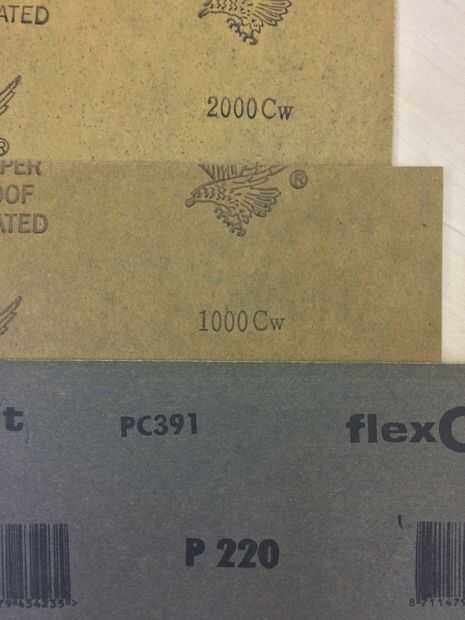 ATED
2000Cw
®
PER
OOF
ATED
®
1000Cw
t
PC391
flex
P 220